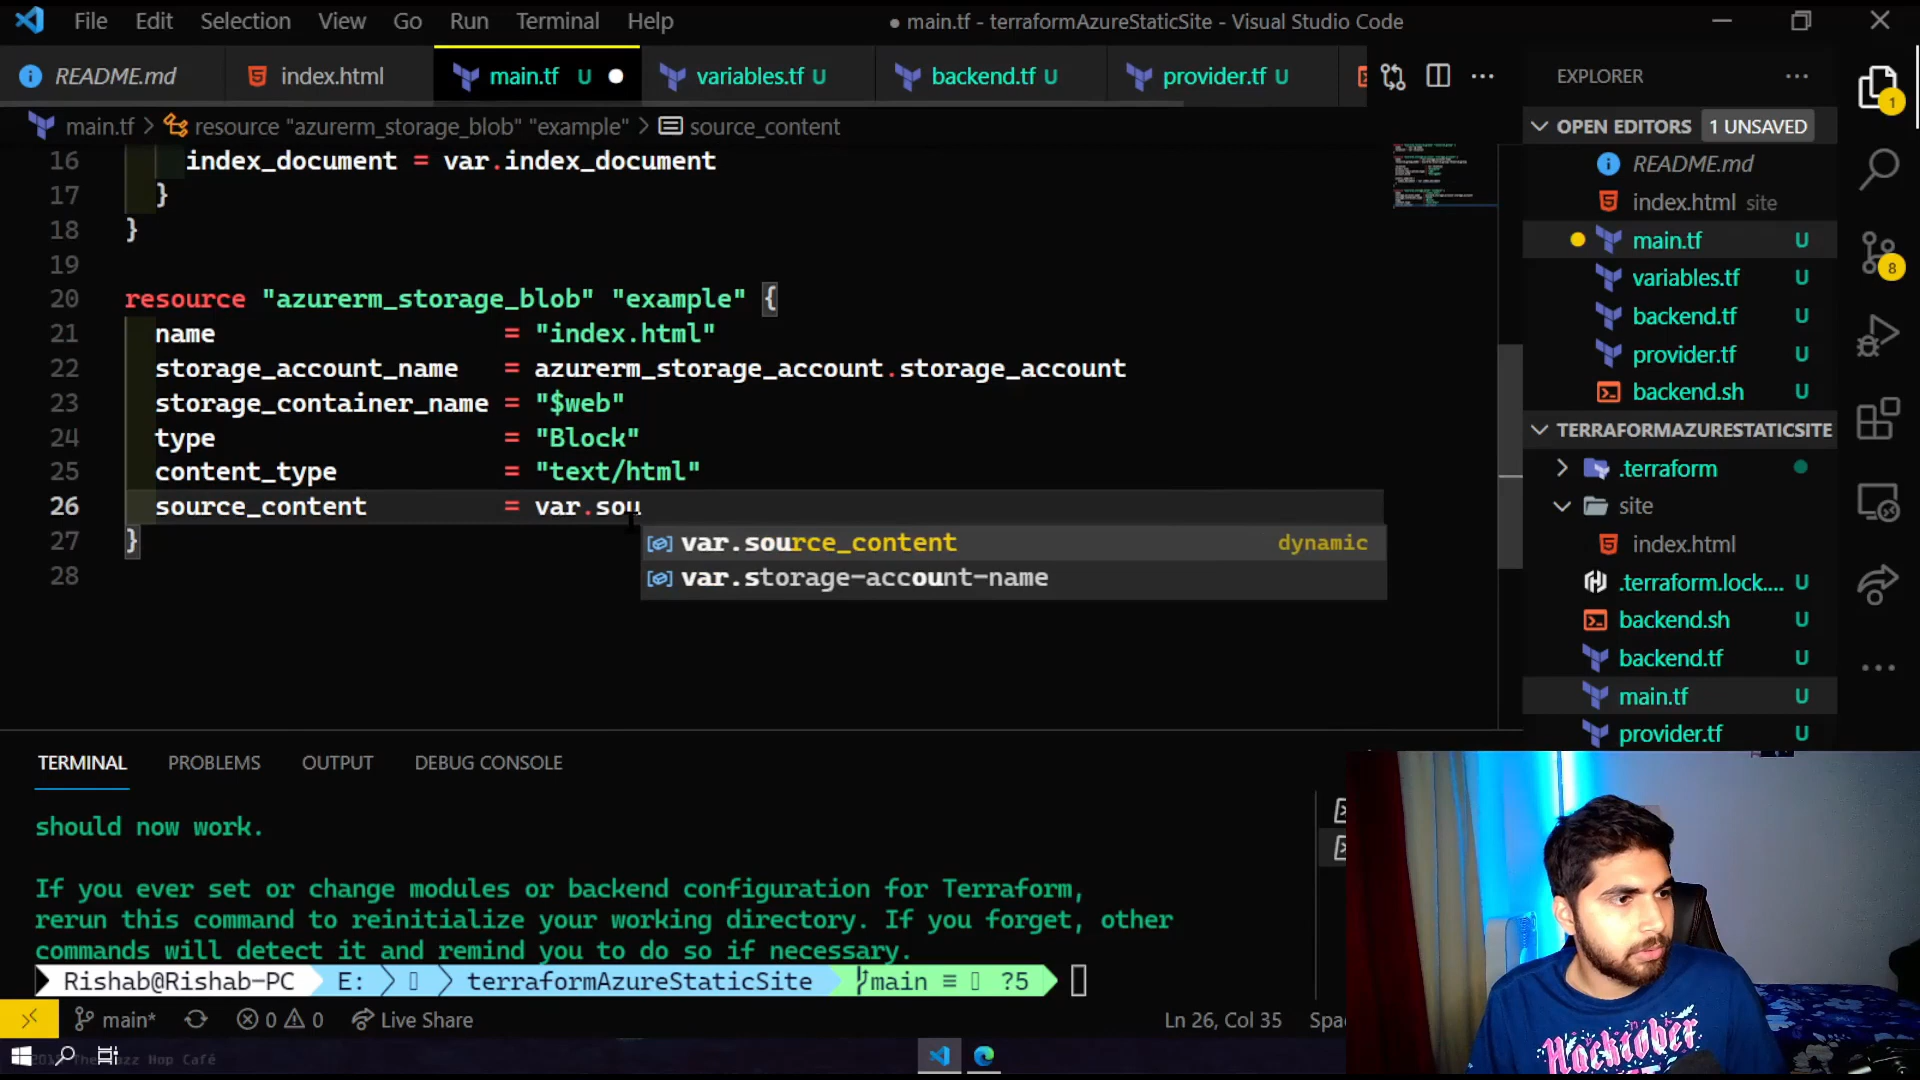 File Edit Selection View Go Run Terminal Help
● main.tf - terraformAzureStaticSite - Visual Studio Code
README.md
index.html
main.tf U
variables.tf U
backend.tf U
provider.tf U
main.tf > resource "azurerm_storage_blob" "example" > source_content
16 index_document = var.index_document
17 }
18 }
19
20 resource "azurerm_storage_blob" "example" {
21 name = "index.html"
22 storage_account_name = azurerm_storage_account.storage_account
23 storage_container_name = "$web"
24 type = "Block"
25 content_type = "text/html"
26 source_content = var.sou
var.source_content dynamic
var.storage-account-name
27 }
28
EXPLORER
OPEN EDITORS 1 UNSAVED
README.md
index.html site
main.tf U
variables.tf U
backend.tf U
provider.tf U
backend.sh U
TERRAFORMAZURESTATICSITE
.terraform
site
index.html
.terraform.lock.... U
backend.sh U
backend.tf U
main.tf U
provider.tf U
1
8
TERMINAL PROBLEMS OUTPUT DEBUG CONSOLE
should now work.
If you ever set or change modules or backend configuration for Terraform,
rerun this command to reinitialize your working directory. If you forget, other
commands will detect it and remind you to do so if necessary.
Rishab@Rishab-PC E: terraformAzureStaticSite main ≡ ?5
main* 0 0 Live Share
Ln 26, Col 35 Spa
Hacktober